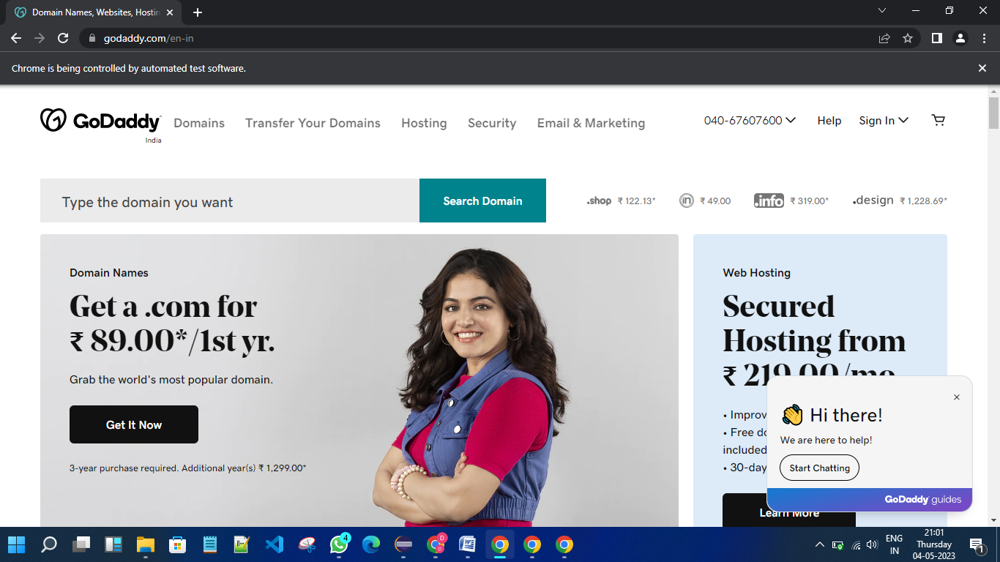 Domain Names, Websites, Hostin
godaddy.com/en-in
Chrome is being controlled by automated test software.
GoDaddy
India
Domains
Transfer Your Domains
Hosting
Security
Email & Marketing
040-67607600
Help
Sign In
Type the domain you want
Search Domain
.shop ₹ 122.13*
in ₹ 49.00
.info ₹ 319.00*
.design ₹ 1,228.69*
Domain Names
Get a .com for
₹ 89.00*/1st yr.
Grab the world's most popular domain.
Get It Now
3-year purchase required. Additional year(s) ₹ 1,299.00*
Web Hosting
Secured
Hosting from
₹ 219.00/mo
• Improv
• Free do
included
• 30-day
Learn More
👋 Hi there!
We are here to help!
Start Chatting
GoDaddy guides
4
D
D
W
ENG
IN
21:01
Thursday
04-05-2023
1